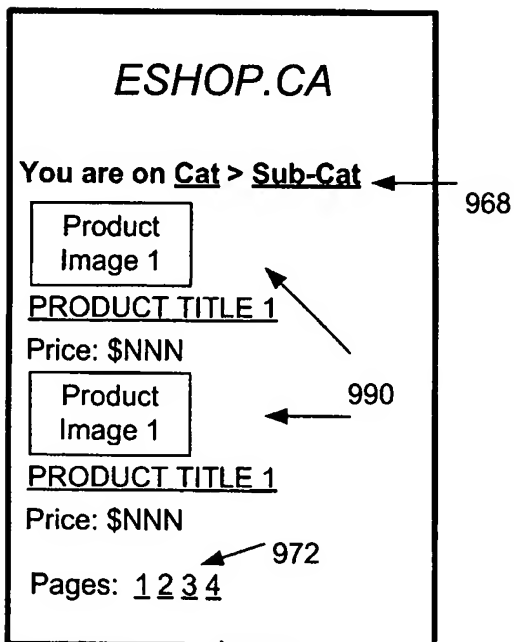 ESHOP.CA
You are on Cat > Sub-Cat
968
Product
Image 1
PRODUCT TITLE 1
Price: $NNN
990
Product
Image 1
PRODUCT TITLE 1
Price: $NNN
972
Pages: 1 2 3 4